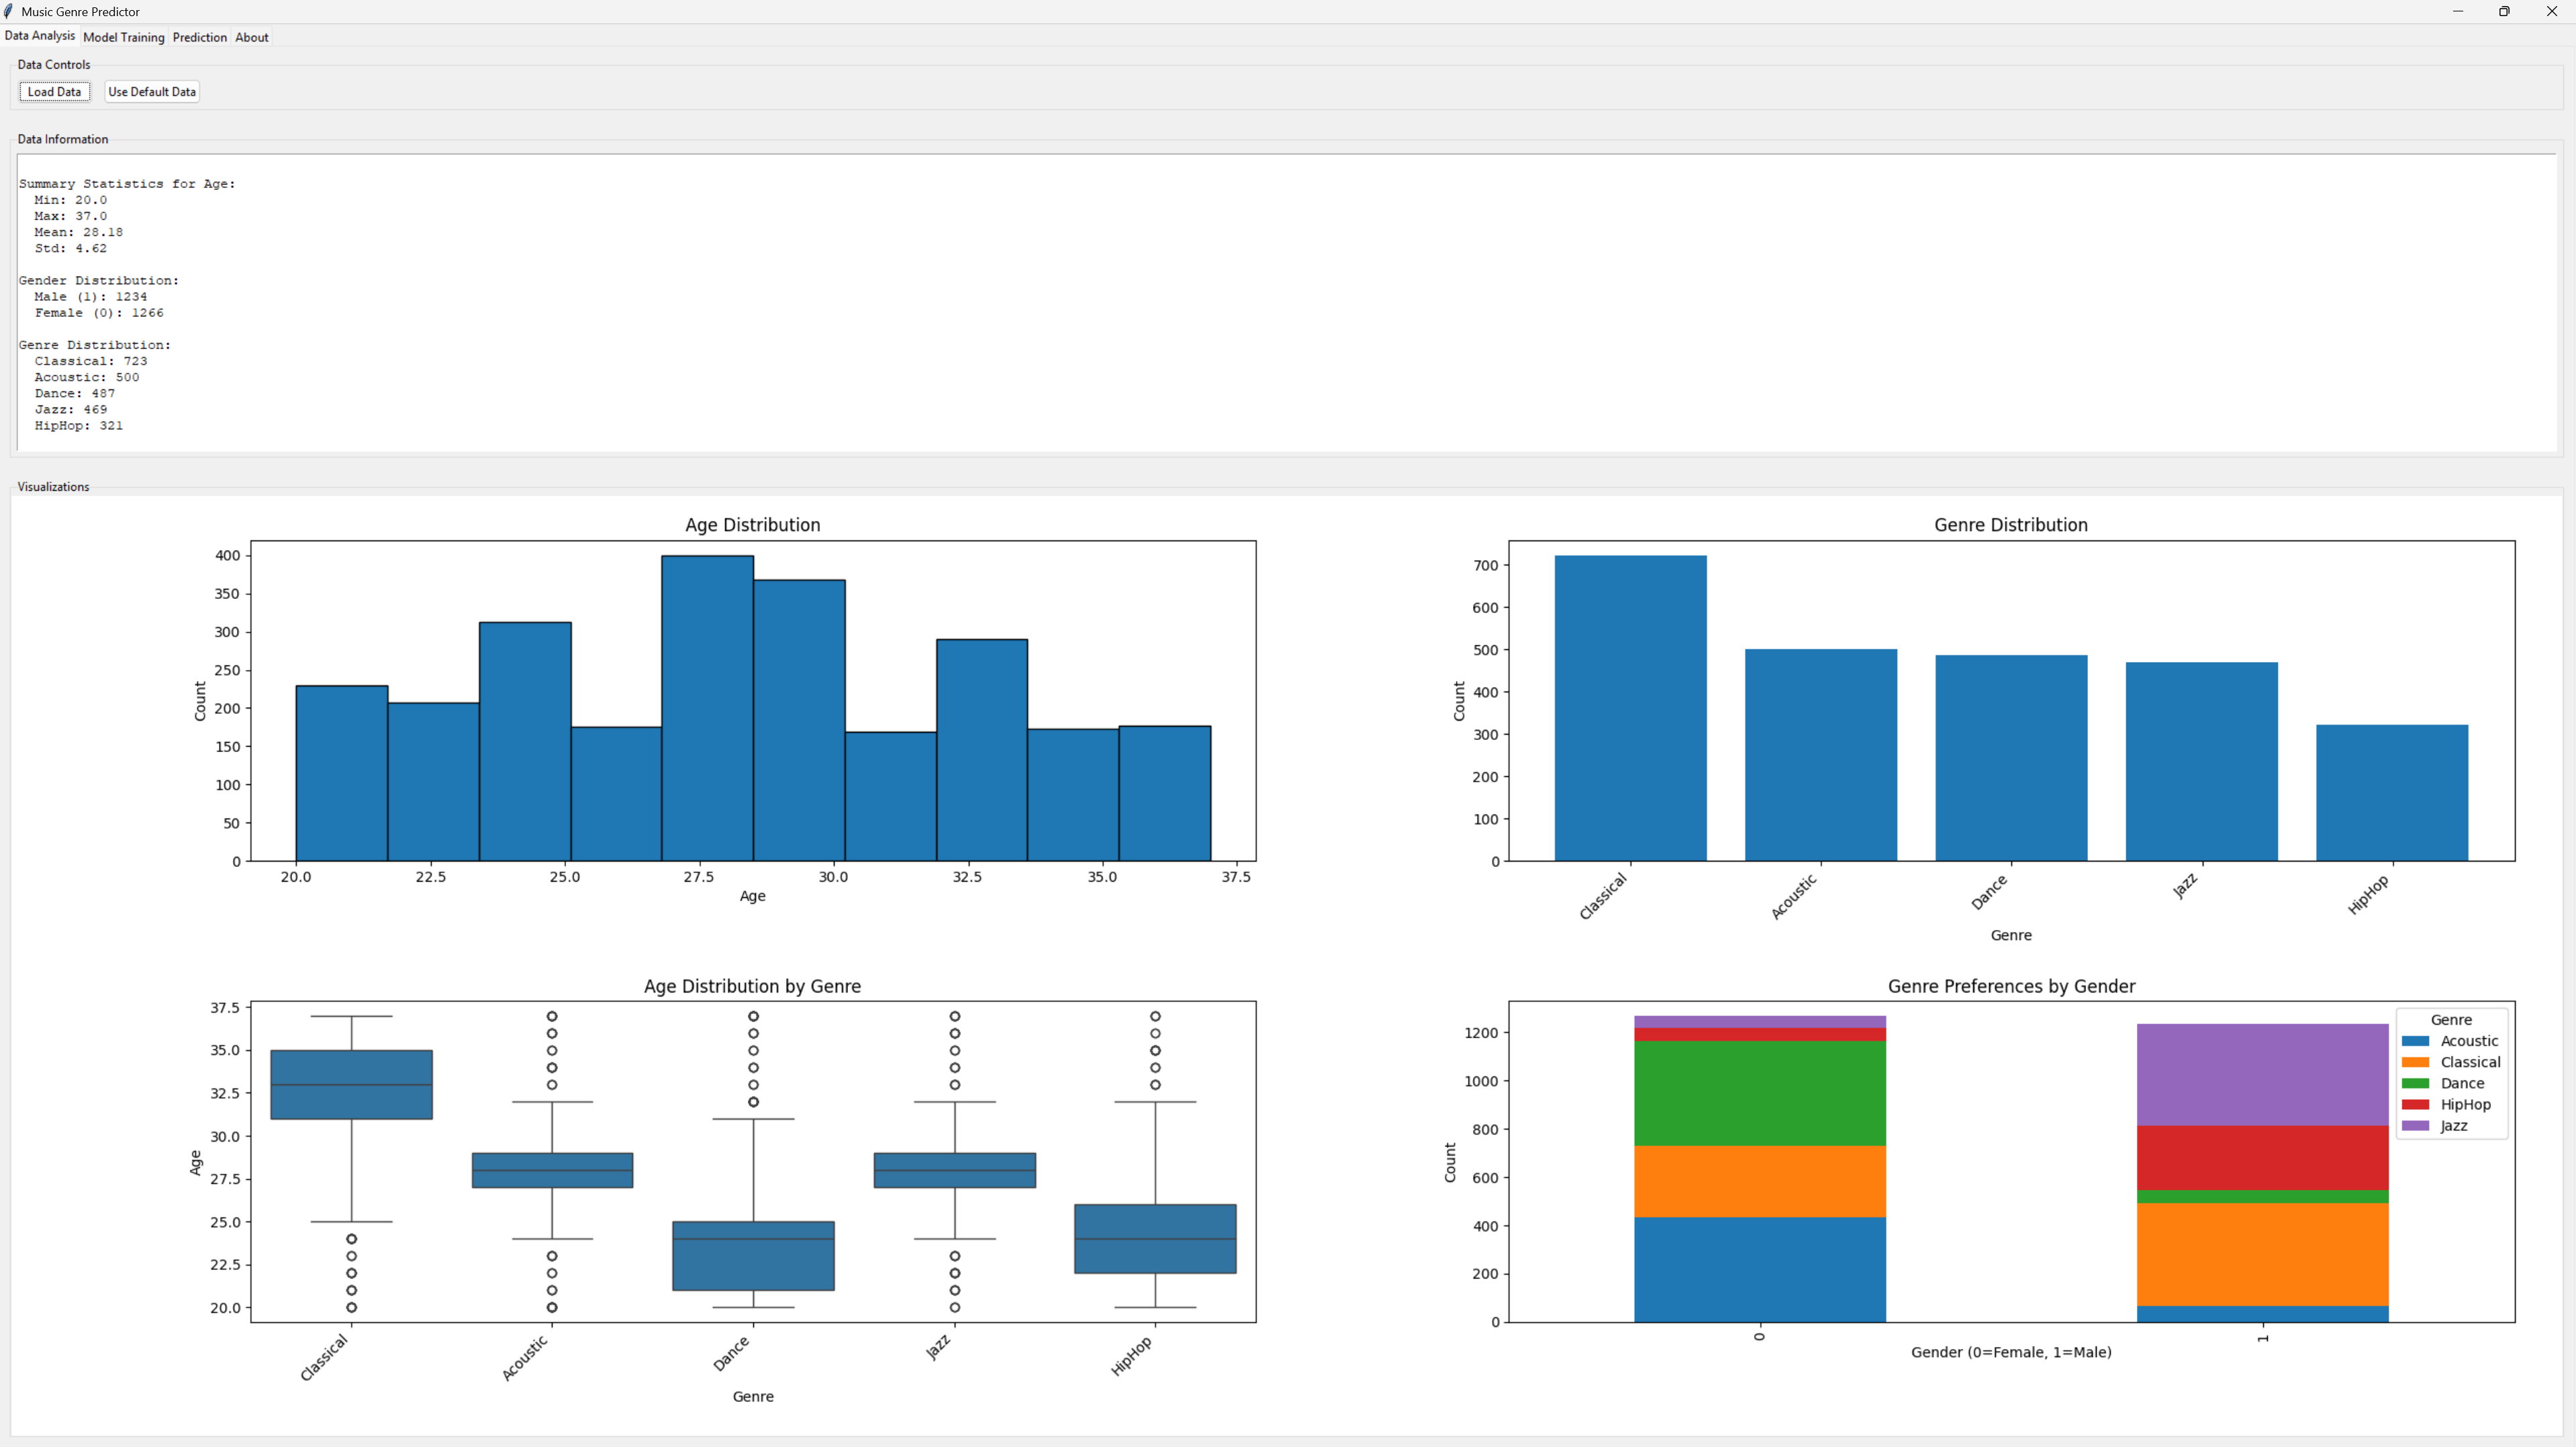 Music Genre Predictor
Data Analysis Model Training Prediction About
Data Controls
Load Data Use Default Data
Data Information
Summary Statistics for Age:
Min: 20.0
Max: 37.0
Mean: 28.18
Std: 4.62
Gender Distribution:
Male (1): 1234
Female (0): 1266
Genre Distribution:
Classical: 723
Acoustic: 500
Dance: 487
Jazz: 469
HipHop: 321
Visualizations
Age Distribution
400
350
300
250
200
150
100
50
0
Count
20.0 22.5 25.0 27.5 30.0 32.5 35.0 37.5
Age
Genre Distribution
700
600
500
400
300
200
100
0
Count
Classical Acoustic Dance Jazz HipHop
Genre
Age Distribution by Genre
37.5
35.0
32.5
30.0
27.5
25.0
22.5
20.0
Age
Classical Acoustic Dance Jazz HipHop
Genre
Genre Preferences by Gender
1200
1000
800
600
400
200
0
Count
0 1
Gender (0=Female, 1=Male)
Genre
Acoustic
Classical
Dance
HipHop
Jazz